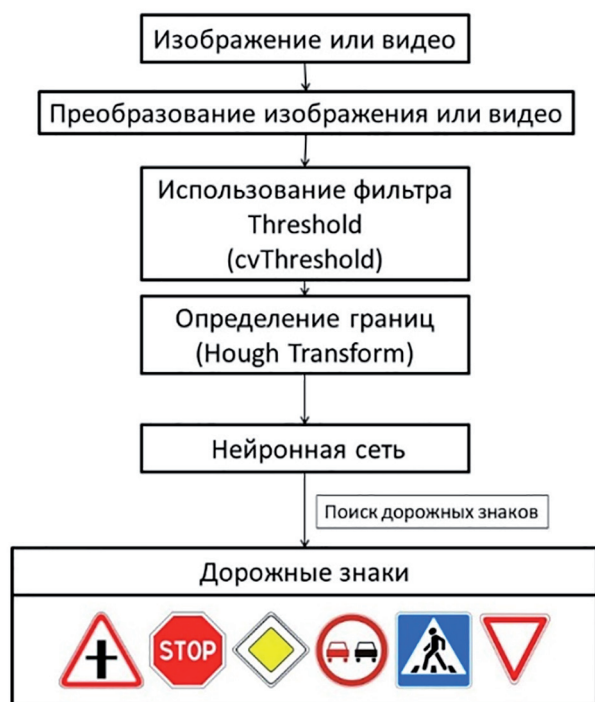 Изображение или видео
Преобразование изображения или видео
Использование фильтра
Threshold
(cvThreshold)
Определение границ
(Hough Transform)
Нейронная сеть
Поиск дорожных знаков
Дорожные знаки
STOP